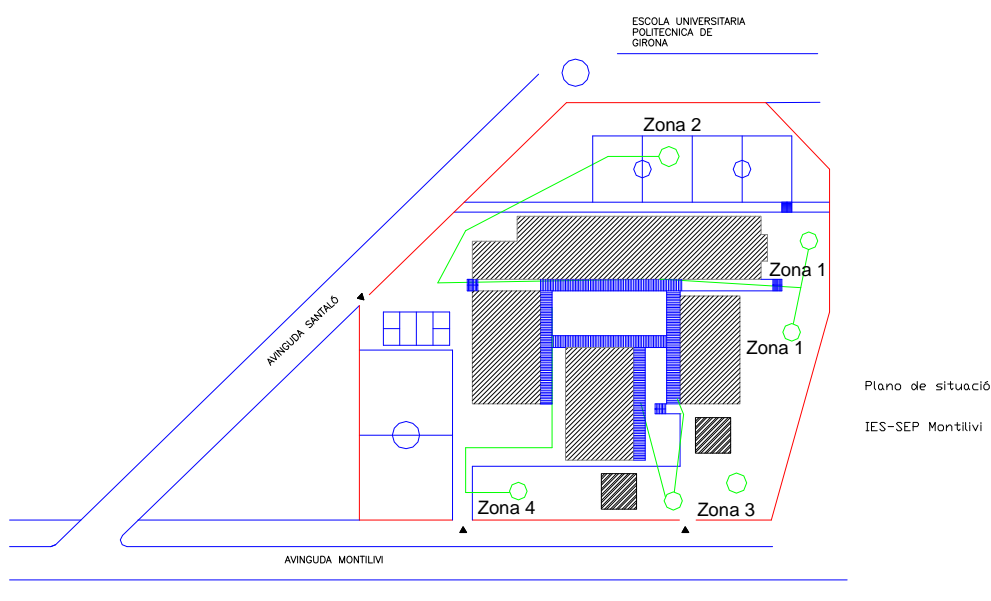 ESCOLA UNIVERSITARIA
POLITECNICA DE
GIRONA
Zona 2
Zona 1
AVINGUDA SANTALÓ
Zona 1
Plano de situació
IES-SEP Montilivi
Zona 4
Zona 3
AVINGUDA MONTILIVI